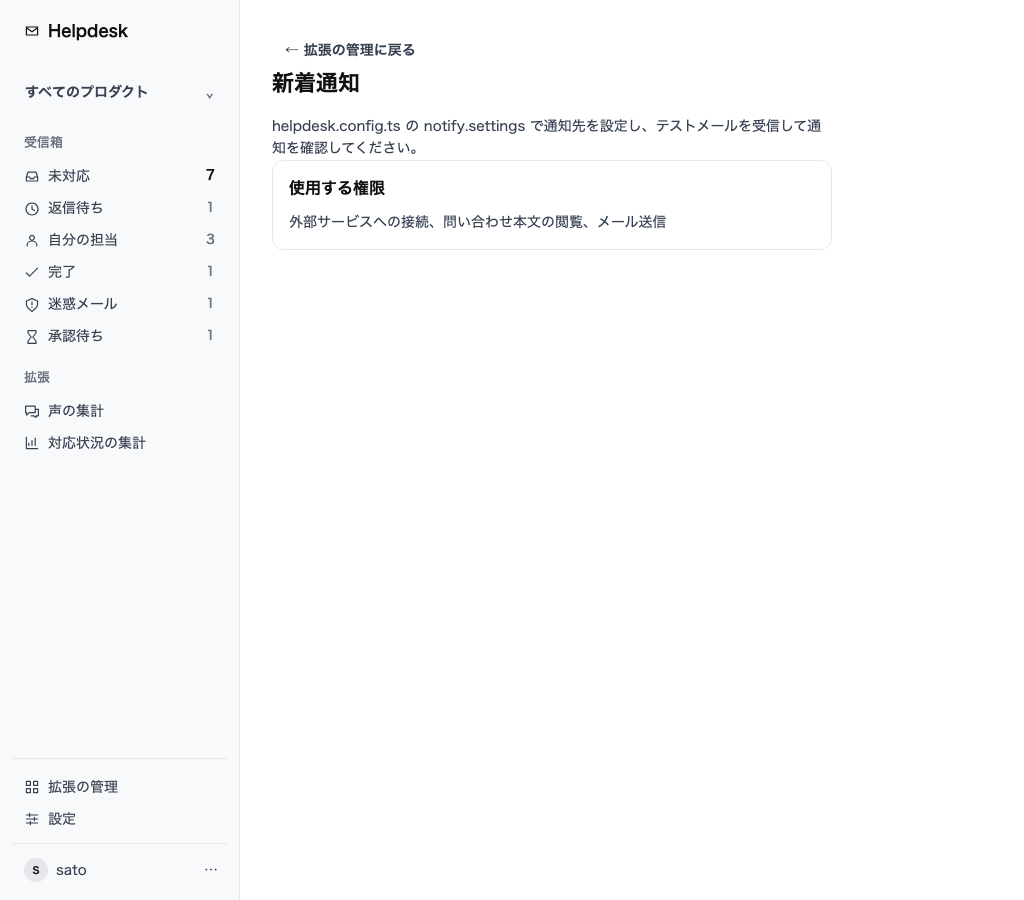 Helpdesk
すべてのプロダクト
受信箱
未対応 7
返信待ち 1
自分の担当 3
完了 1
迷惑メール 1
承認待ち 1
拡張
声の集計
対応状況の集計
拡張の管理
設定
S sato ...
← 拡張の管理に戻る
新着通知
helpdesk.config.ts の notify.settings で通知先を設定し、テストメールを受信して通
知を確認してください。
使用する権限
外部サービスへの接続、問い合わせ本文の閲覧、メール送信